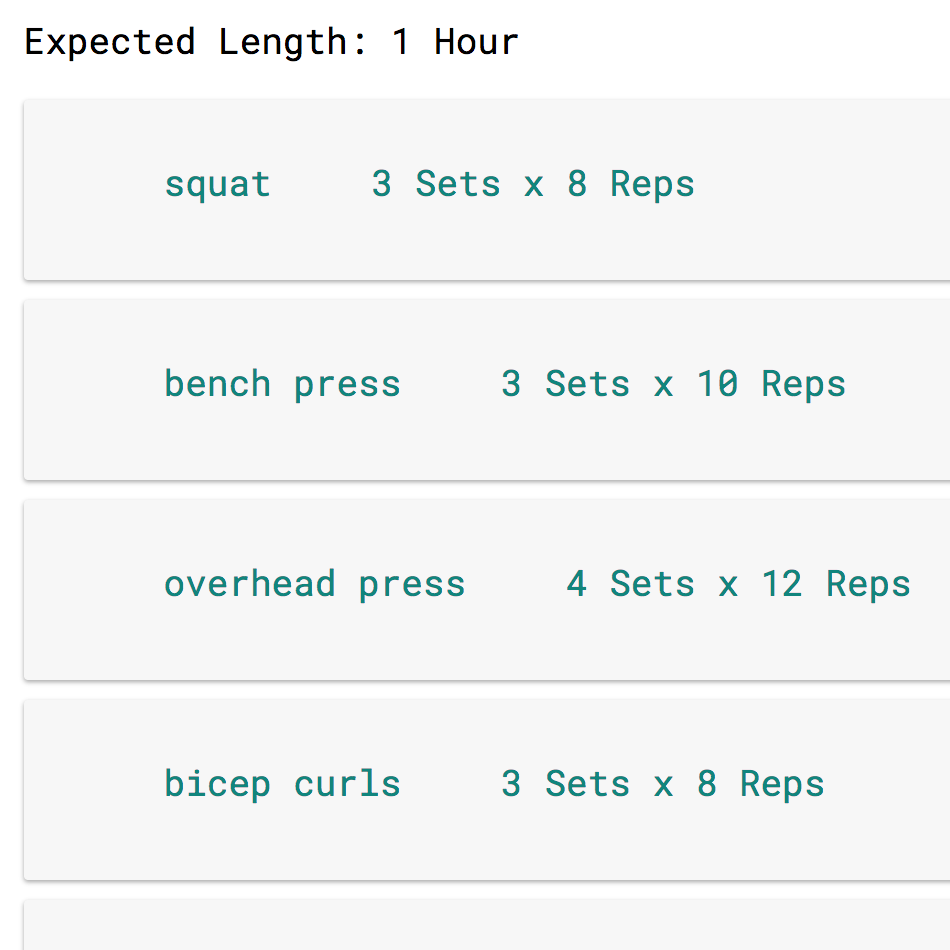 Expected Length: 1 Hour
squat 3 Sets x 8 Reps
bench press 3 Sets x 10 Reps
overhead press 4 Sets x 12 Reps
bicep curls 3 Sets x 8 Reps